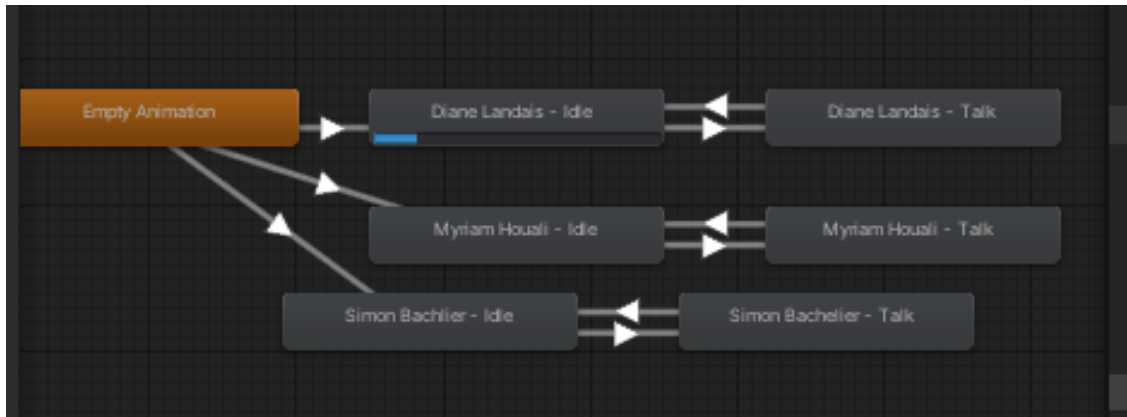 Empty Animation
Diane Landais - Idle
Diane Landais - Talk
Myriam Houali - Idle
Myriam Houali - Talk
Simon Bachlier - Idle
Simon Bachelier - Talk